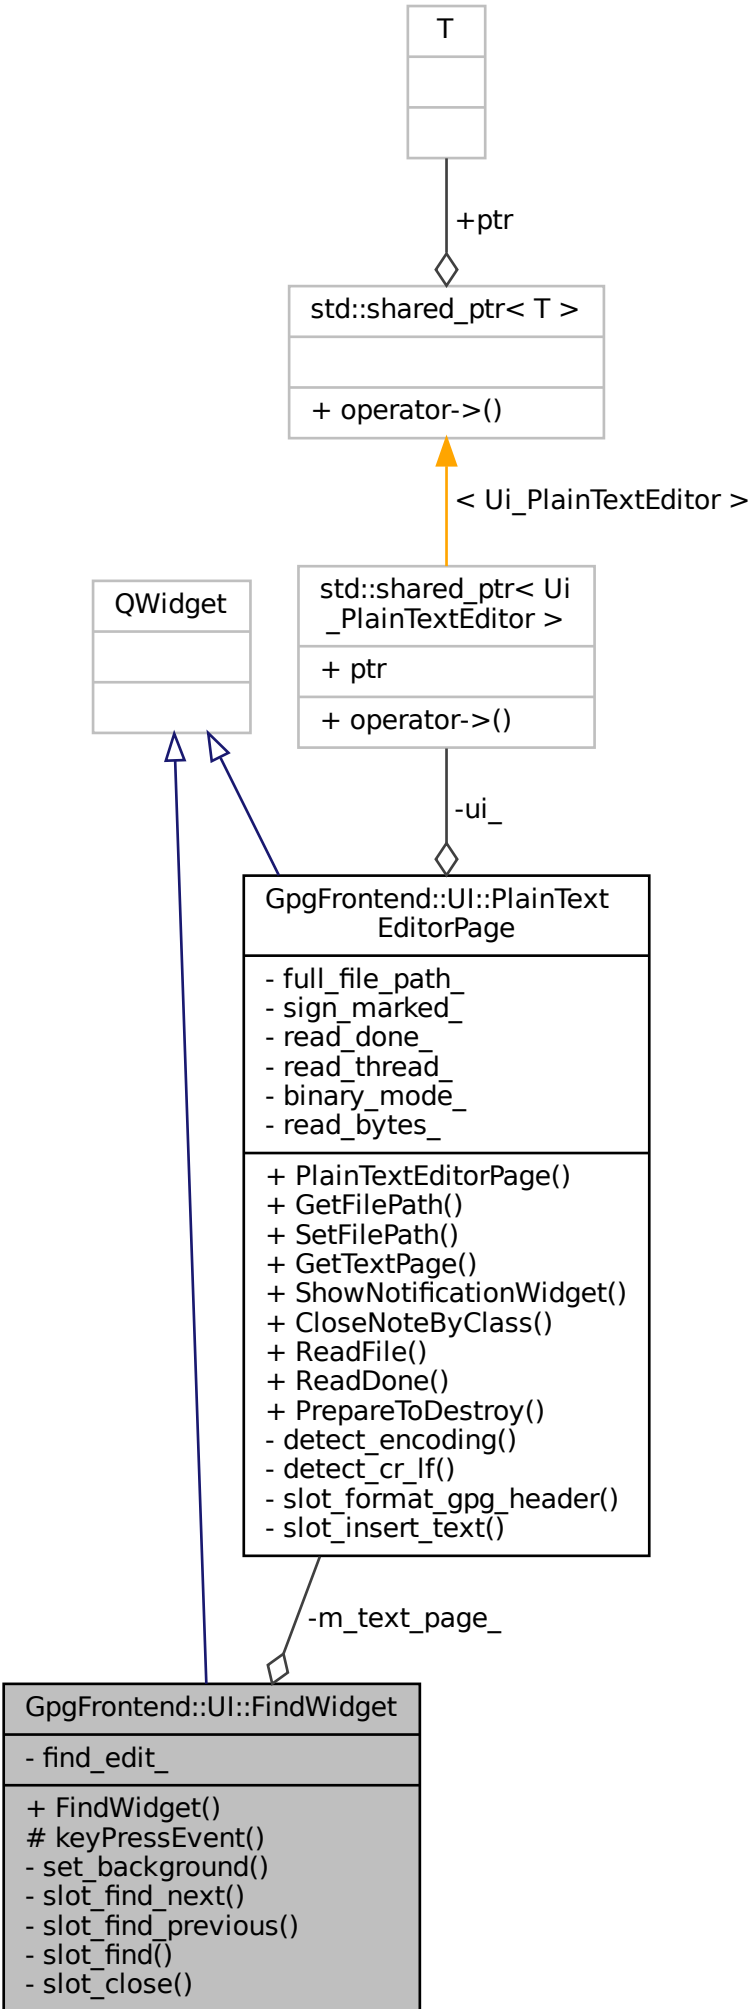 T
+ptr
std::shared_ptr< T >
+ operator->()
< Ui_PlainTextEditor >
QWidget
std::shared_ptr< Ui
_PlainTextEditor >
+ ptr
+ operator->()
-ui_
GpgFrontend::UI::PlainText
EditorPage
- full_file_path_
- sign_marked_
- read_done_
- read_thread_
- binary_mode_
- read_bytes_
+ PlainTextEditorPage()
+ GetFilePath()
+ SetFilePath()
+ GetTextPage()
+ ShowNotificationWidget()
+ CloseNoteByClass()
+ ReadFile()
+ ReadDone()
+ PrepareToDestroy()
- detect_encoding()
- detect_cr_lf()
- slot_format_gpg_header()
- slot_insert_text()
-m_text_page_
GpgFrontend::UI::FindWidget
- find_edit_
+ FindWidget()
# keyPressEvent()
- set_background()
- slot_find_next()
- slot_find_previous()
- slot_find()
- slot_close()